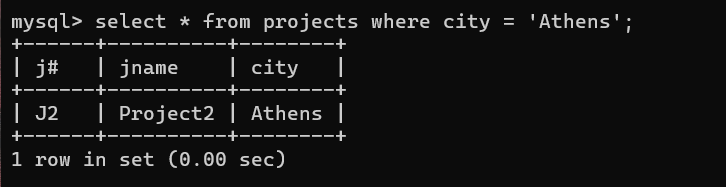 mysql> select * from projects where city = 'Athens';
+------+----------+--------+
| j#   | jname    | city   |
+------+----------+--------+
| J2   | Project2 | Athens |
+------+----------+--------+
1 row in set (0.00 sec)